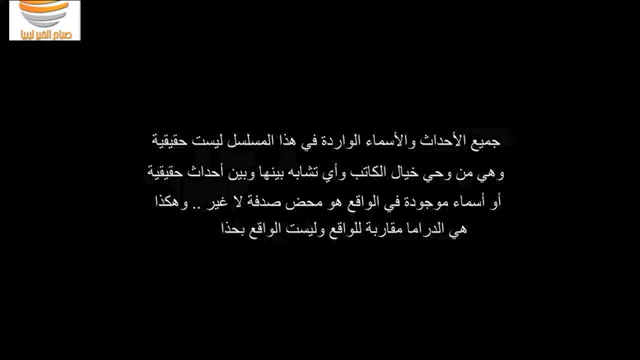 صباح الخير ليبيا
جميع الأحداث والأسماء الواردة في هذا المسلسل ليست حقيقية
وهي من وحي خيال الكاتب وأي تشابه بينها وبين أحداث حقيقية
أو أسماء موجودة في الواقع هو محض صدفة لا غير .. وهكذا
هي الدراما مقاربة للواقع وليست الواقع بحذا